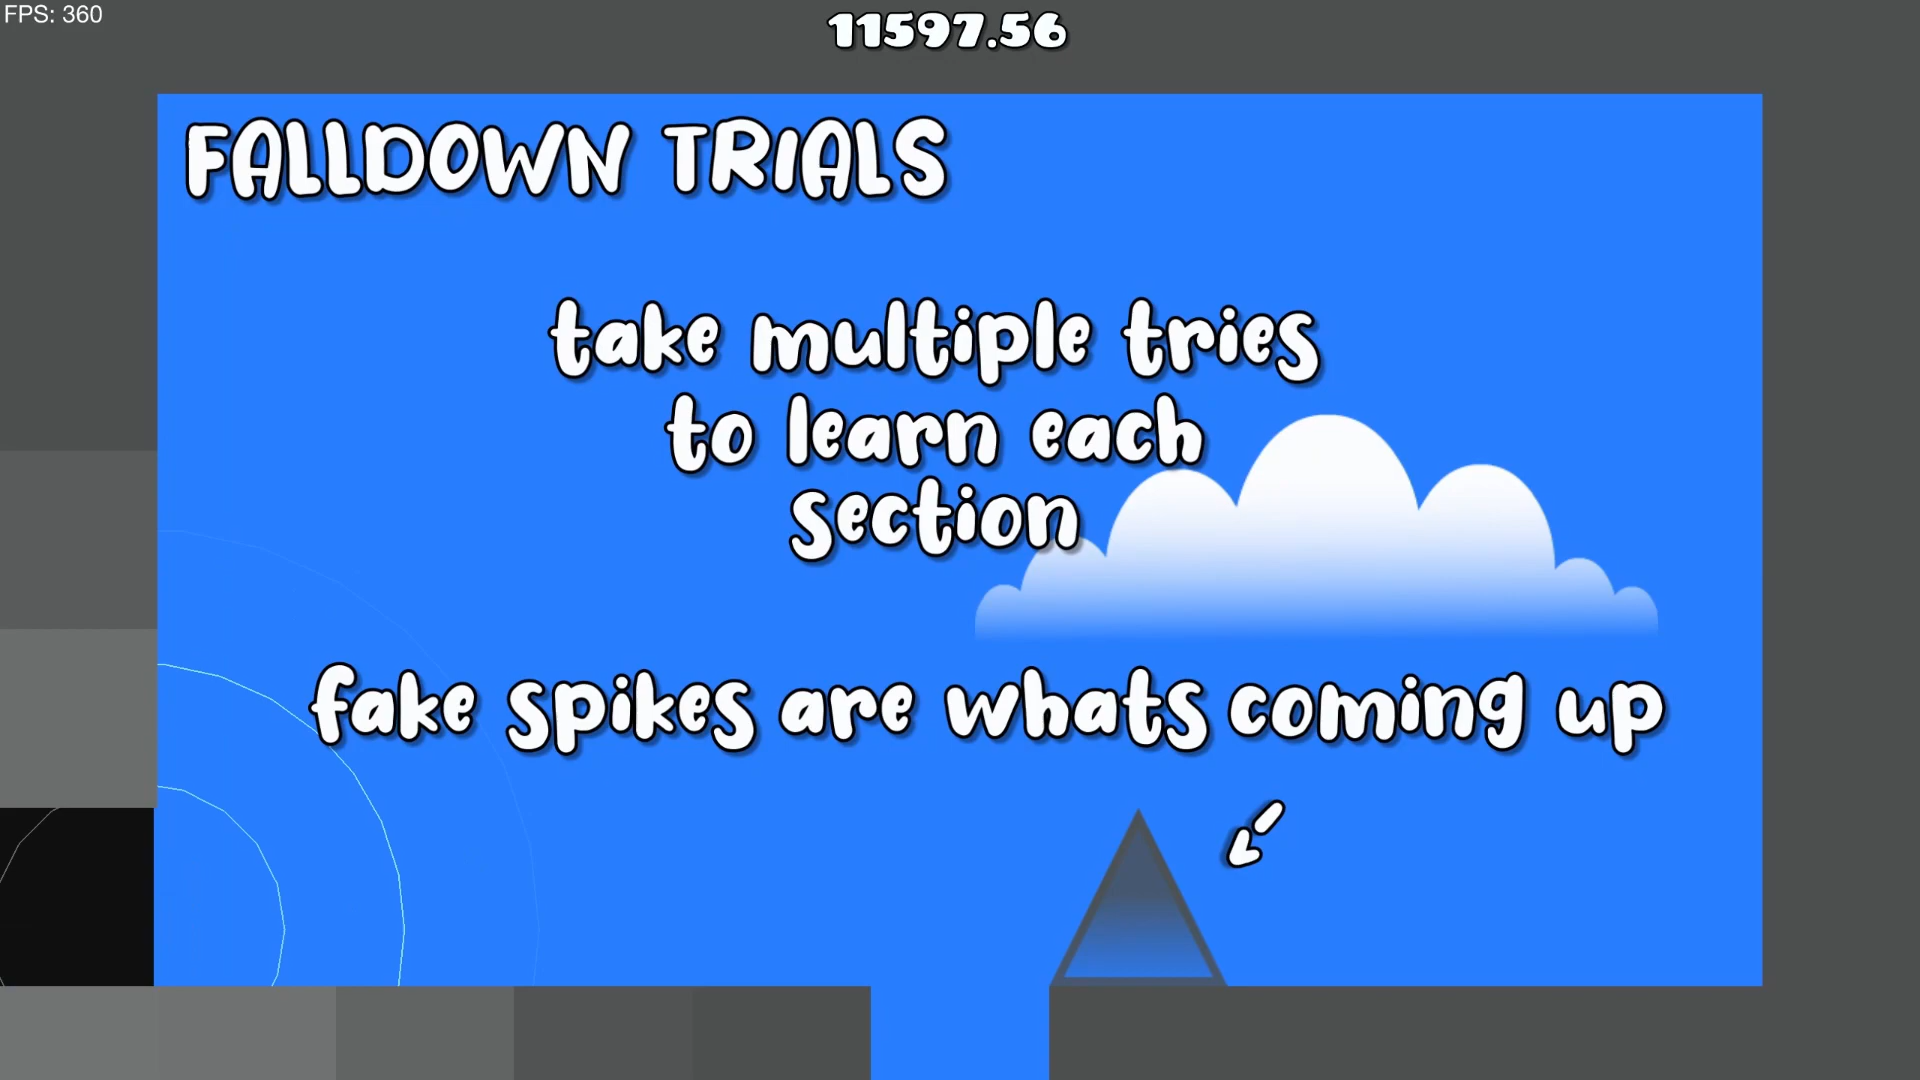 FPS: 360
11597.56
FALLDOWN TRIALS
take multiple tries
to learn each
section
fake spikes are whats coming up